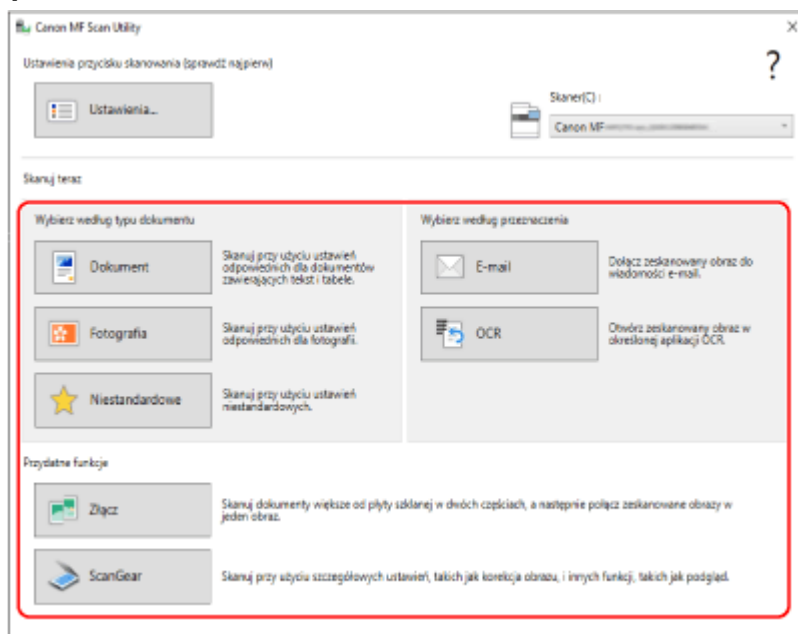 Canon MF Scan Utility
Ustawienia przycisku skanowania (sprawdź najpierw)
?
Ustawienia...
Skaner(C) :
Canon MF
Skanuj teraz
Wybierz według typu dokumentu
Dokument
Skanuj przy użyciu ustawień
odpowiednich dla dokumentów
zawierających tekst i tabele.
Fotografia
Skanuj przy użyciu ustawień
odpowiednich dla fotografii.
Niestandardowe
Skanuj przy użyciu ustawień
niestandardowych.
Wybierz według przeznaczenia
E-mail
Dołącz zeskanowany obraz do
wiadomości e-mail.
OCR
Otwórz zeskanowany obraz w
określonej aplikacji OCR.
Przydatne funkcje
Złącz
Skanuj dokumenty większe od płyty szklanej w dwóch częściach, a następnie połącz zeskanowane obrazy w
jeden obraz.
ScanGear
Skanuj przy użyciu szczegółowych ustawień, takich jak korekcja obrazu, i innych funkcji, takich jak podgląd.